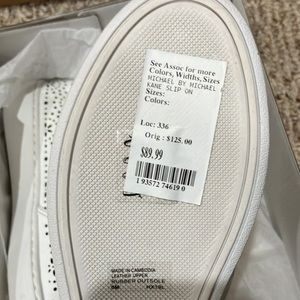 See Assoc for more
Colors, Widths, Sizes
MICHAEL BY MICHAEL
KANE SLIP ON
Sizes:
Colors:
Loc: 336
Orig : $125.00
$89.99
1 93572 74619 0
MADE IN CAMBODIA
LEATHER UPPER
RUBBER OUTSOLE